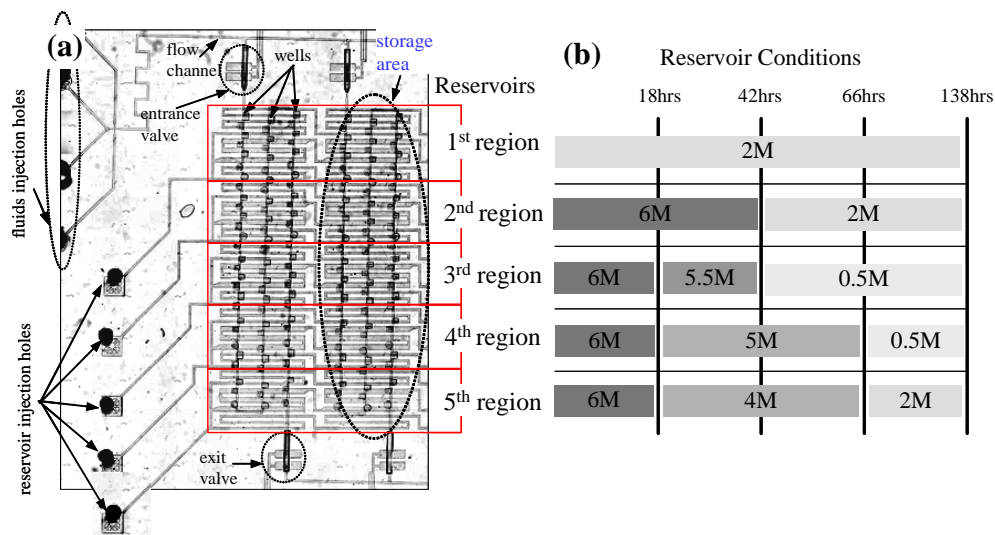 (a)
flow
channel
wells
storage
area
entrance
valve
fluids injection holes
reservoir injection holes
exit
valve
Reservoirs
1st region
2nd region
3rd region
4th region
5th region
(b)
Reservoir Conditions
18hrs 42hrs 66hrs 138hrs
2M
6M 2M
6M 5.5M 0.5M
6M 5M 0.5M
6M 4M 2M